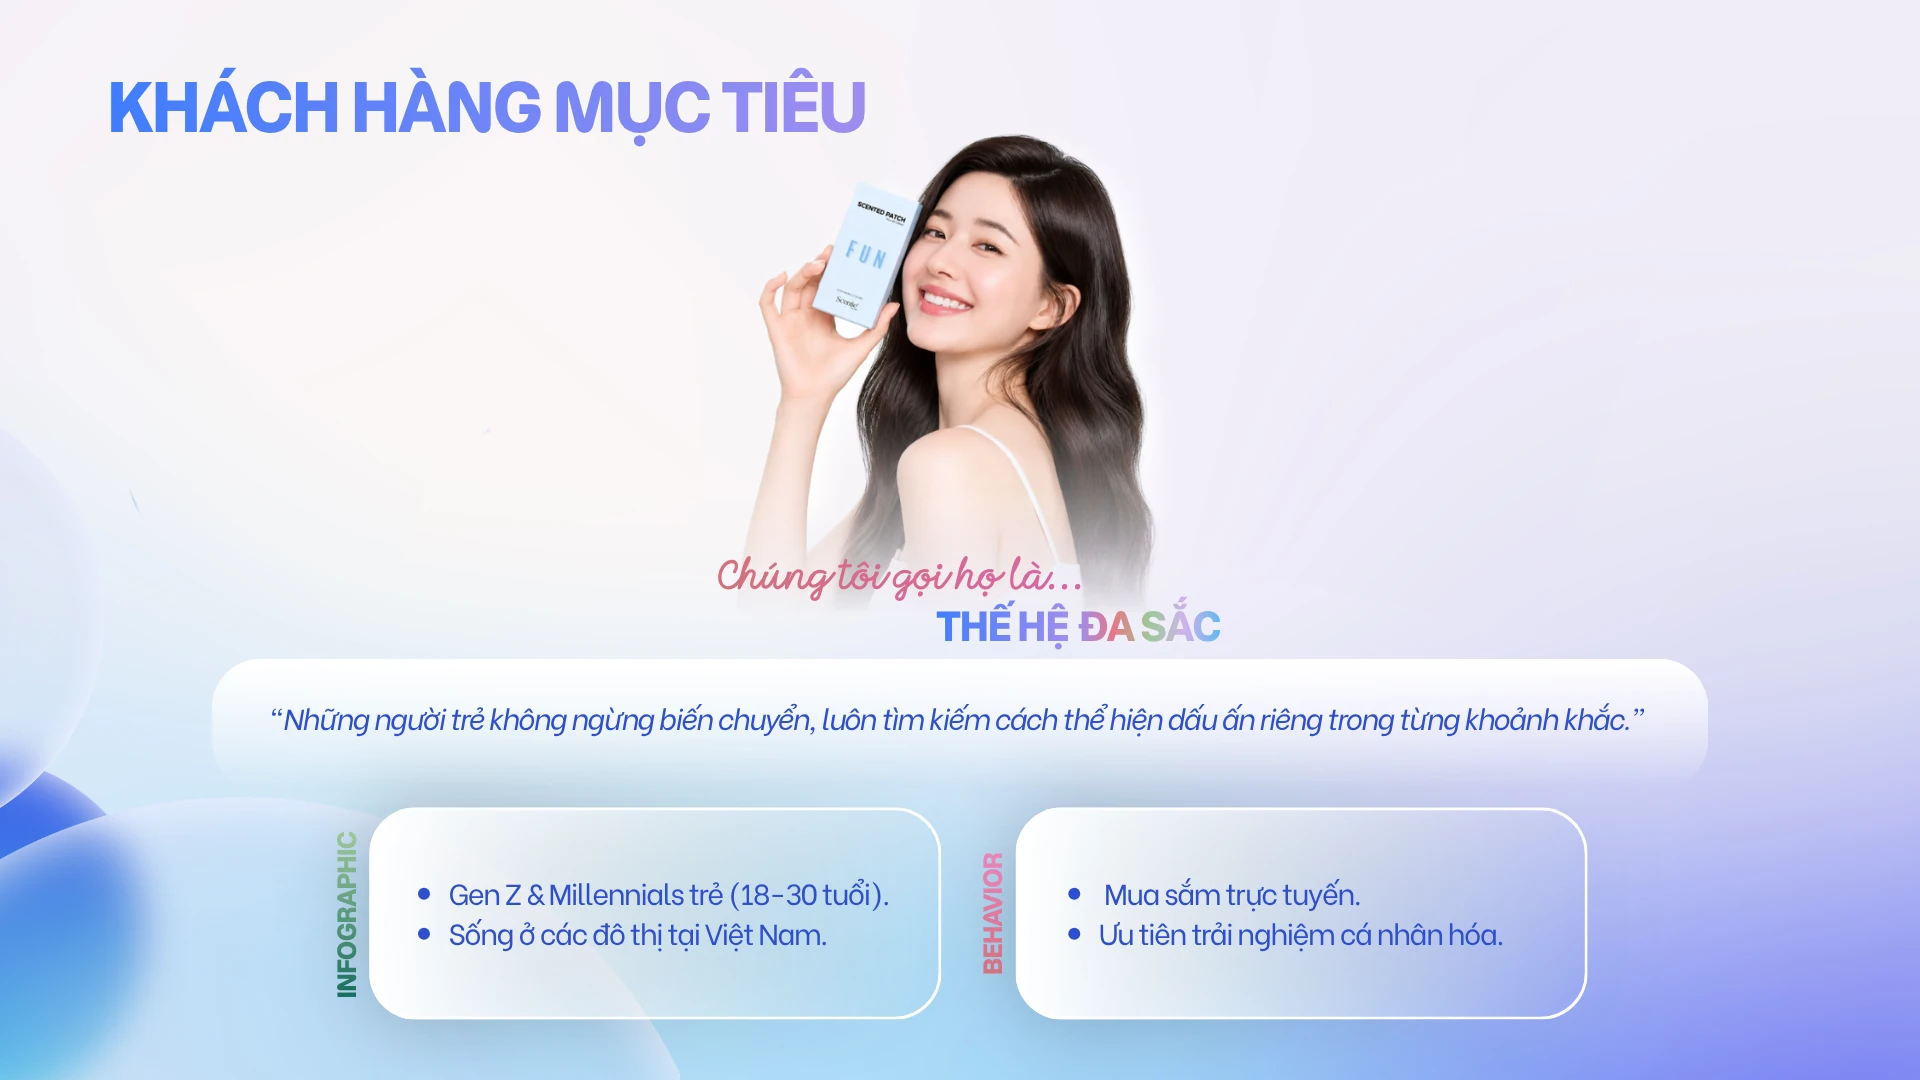 KHÁCH HÀNG MỤC TIÊU
SCENTED PATCH
FUN
Scentie
Chúng tôi gọi họ là...
THẾ HỆ ĐA SẮC
“Những người trẻ không ngừng biến chuyển, luôn tìm kiếm cách thể hiện dấu ấn riêng trong từng khoảnh khắc.”
INFOGRAPHIC
• Gen Z & Millennials trẻ (18-30 tuổi).
• Sống ở các đô thị tại Việt Nam.
BEHAVIOR
• Mua sắm trực tuyến.
• Ưu tiên trải nghiệm cá nhân hóa.